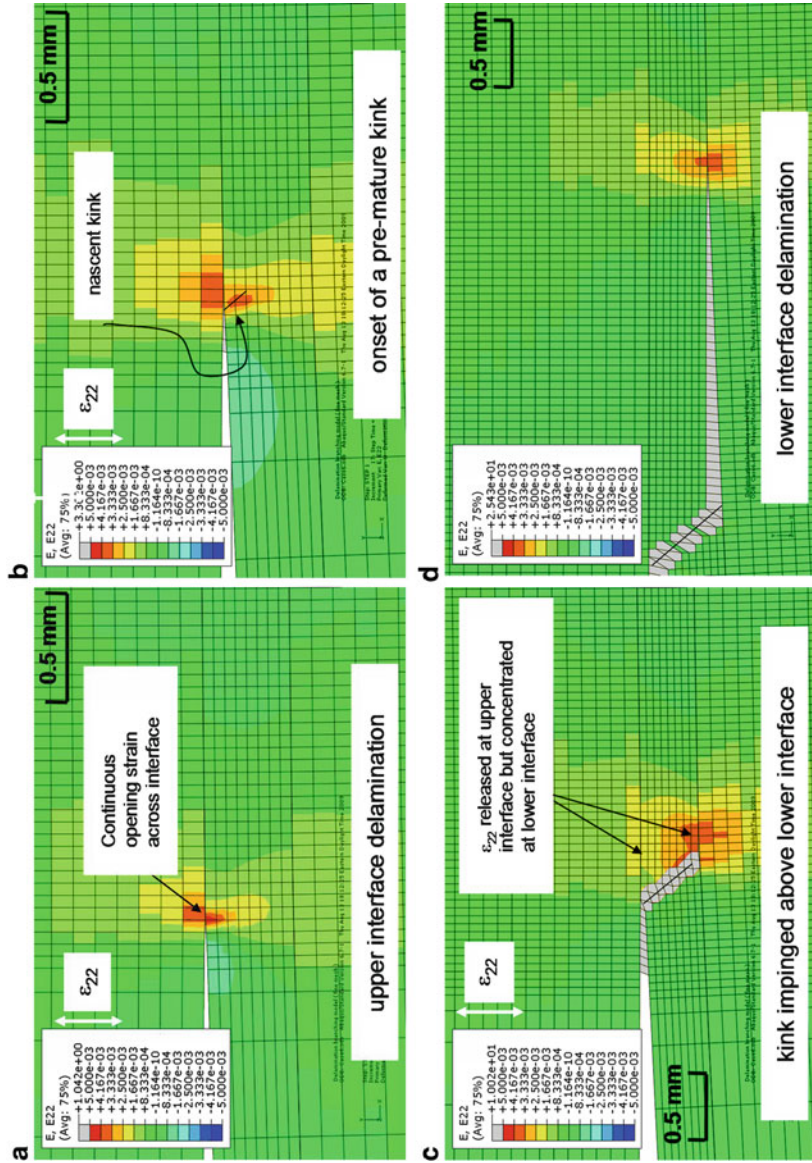 a
E, E22
(Avg: 75%)
+1.042e+00
+5.000e-03
+4.167e-03
+3.333e-03
+2.500e-03
+1.667e-03
+8.333e-04
-1.164e-10
-8.333e-04
-1.667e-03
-2.500e-03
-3.333e-03
-4.167e-03
-5.000e-03
ε22
Continuous
opening strain
across interface
0.5 mm
upper interface delamination
b
E, E22
(Avg: 75%)
+5.000e-03
+4.167e-03
+3.333e-03
+2.500e-03
+1.667e-03
+8.333e-04
-1.164e-10
-8.333e-04
-1.667e-03
-2.500e-03
-3.333e-03
-4.167e-03
-5.000e-03
ε22
nascent kink
0.5 mm
onset of a pre-mature kink
c
E, E22
(Avg: 75%)
+1.002e+01
+5.000e-03
+4.167e-03
+3.333e-03
+2.500e-03
+1.667e-03
+8.333e-04
-1.164e-10
-8.333e-04
-1.667e-03
-2.500e-03
-3.333e-03
-4.167e-03
-5.000e-03
ε22
ε22 released at upper
interface but concentrated
at lower interface
0.5 mm
kink impinged above lower interface
d
E, E22
(Avg: 75%)
+2.543e+01
+5.000e-03
+4.167e-03
+3.333e-03
+2.500e-03
+1.667e-03
+8.333e-04
-1.164e-10
-8.333e-04
-1.667e-03
-2.500e-03
-3.333e-03
-4.167e-03
-5.000e-03
0.5 mm
lower interface delamination